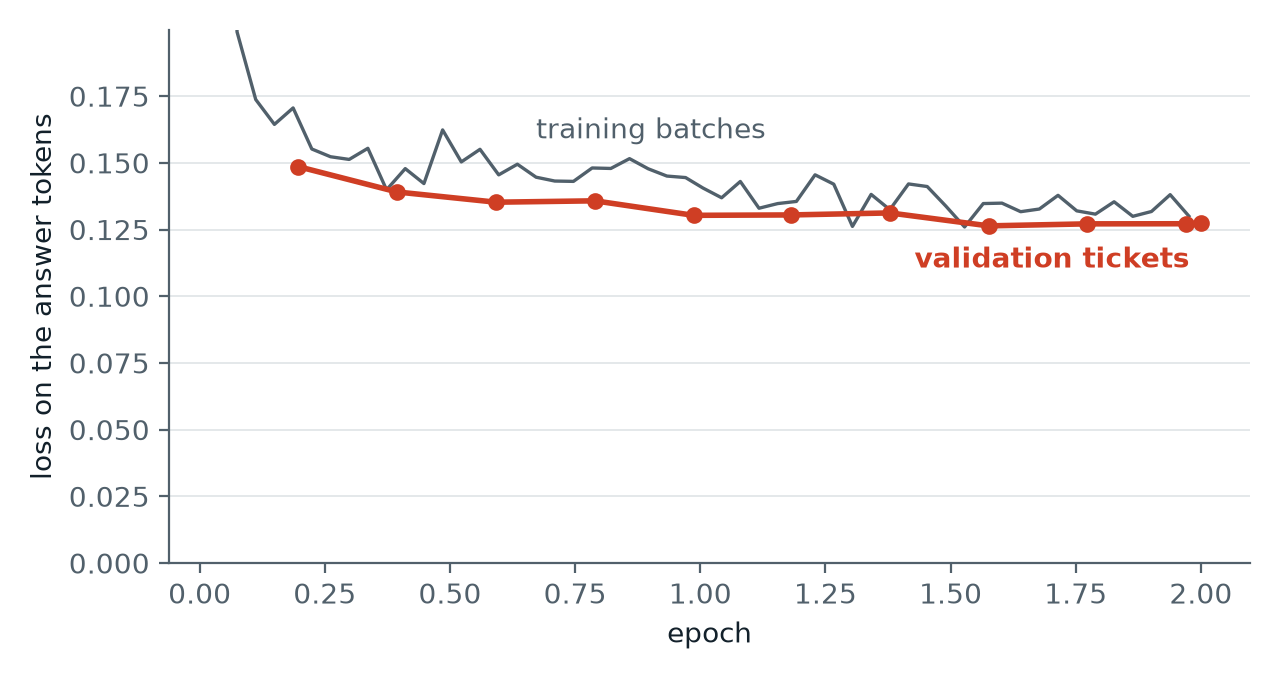 0.175
0.150
0.125
0.100
0.075
0.050
0.025
0.000
loss on the answer tokens
training batches
validation tickets
0.00 0.25 0.50 0.75 1.00 1.25 1.50 1.75 2.00
epoch